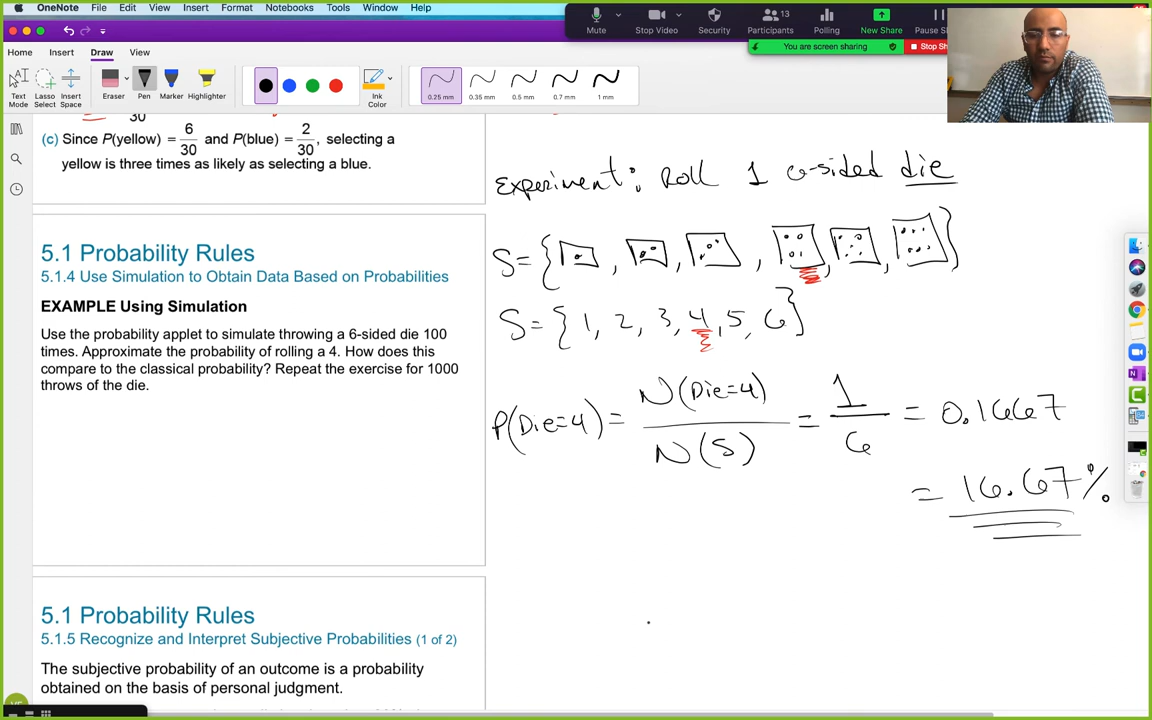 OneNote File Edit View Insert Format Notebooks Tools Window Help
Mute Stop Video Security 13 Participants Polling New Share Pause Sh
You are screen sharing Stop Sh
Home Insert Draw View
Text Mode Lasso Select Insert Space Eraser Pen Marker Highlighter Ink Color 0.25 mm 0.35 mm 0.5 mm 0.7 mm 1 mm
30
(c) Since P(yellow) = 6/30 and P(blue) = 2/30, selecting a
yellow is three times as likely as selecting a blue.
5.1 Probability Rules
5.1.4 Use Simulation to Obtain Data Based on Probabilities
EXAMPLE Using Simulation
Use the probability applet to simulate throwing a 6-sided die 100
times. Approximate the probability of rolling a 4. How does this
compare to the classical probability? Repeat the exercise for 1000
throws of the die.
5.1 Probability Rules
5.1.5 Recognize and Interpret Subjective Probabilities (1 of 2)
The subjective probability of an outcome is a probability
obtained on the basis of personal judgment.
Experiment: Roll 1 6-sided die
S={ , , , , , }
S={1, 2, 3, 4, 5, 6}
P(Die=4) = N(Die=4)/N(S) = 1/6 = 0.1667
= 16.67%